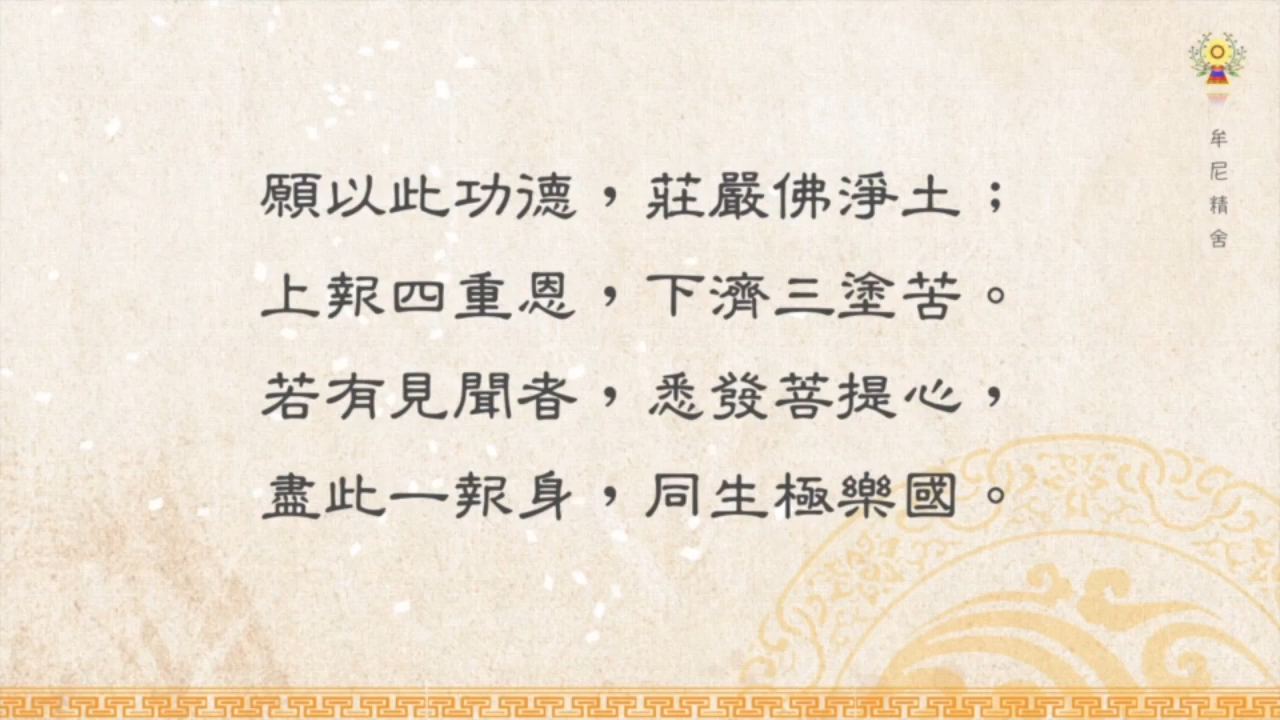 願以此功德，莊嚴佛淨土；
上報四重恩，下濟三塗苦。
若有見聞者，悉發菩提心，
盡此一報身，同生極樂國。
牟尼精舍